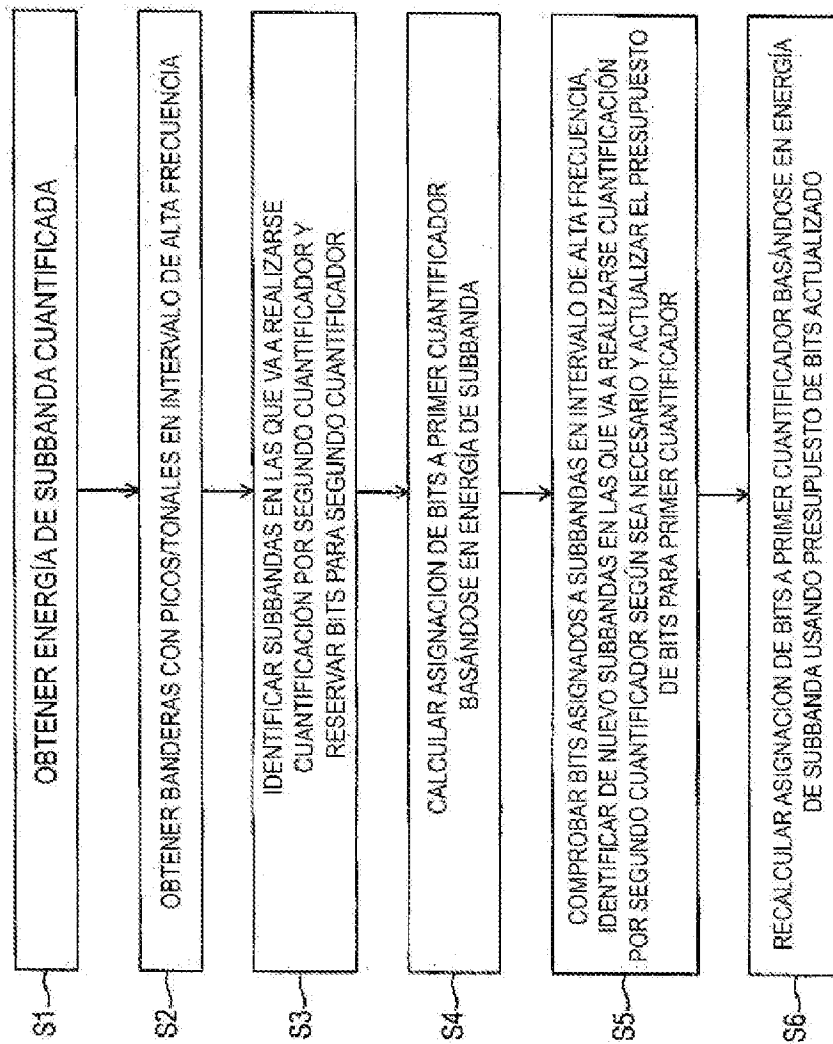 S1
OBTENER ENERGÍA DE SUBBANDA CUANTIFICADA
S2
OBTENER BANDERAS CON PICOSITONALES EN INTERVALO DE ALTA FRECUENCIA
S3
IDENTIFICAR SUBBANDAS EN LAS QUE VA A REALIZARSE
CUANTIFICACIÓN POR SEGUNDO CUANTIFICADOR Y
RESERVAR BITS PARA SEGUNDO CUANTIFICADOR
S4
CALCULAR ASIGNACIÓN DE BITS A PRIMER CUANTIFICADOR
BASÁNDOSE EN ENERGÍA DE SUBBANDA
S5
COMPROBAR BITS ASIGNADOS A SUBBANDAS EN INTERVALO DE ALTA FRECUENCIA,
IDENTIFICAR DE NUEVO SUBBANDAS EN LAS QUE VA A REALIZARSE CUANTIFICACIÓN
POR SEGUNDO CUANTIFICADOR SEGÚN SEA NECESARIO Y ACTUALIZAR EL PRESUPUESTO
DE BITS PARA PRIMER CUANTIFICADOR
S6
RECALCULAR ASIGNACIÓN DE BITS A PRIMER CUANTIFICADOR BASÁNDOSE EN ENERGÍA
DE SUBBANDA USANDO PRESUPUESTO DE BITS ACTUALIZADO